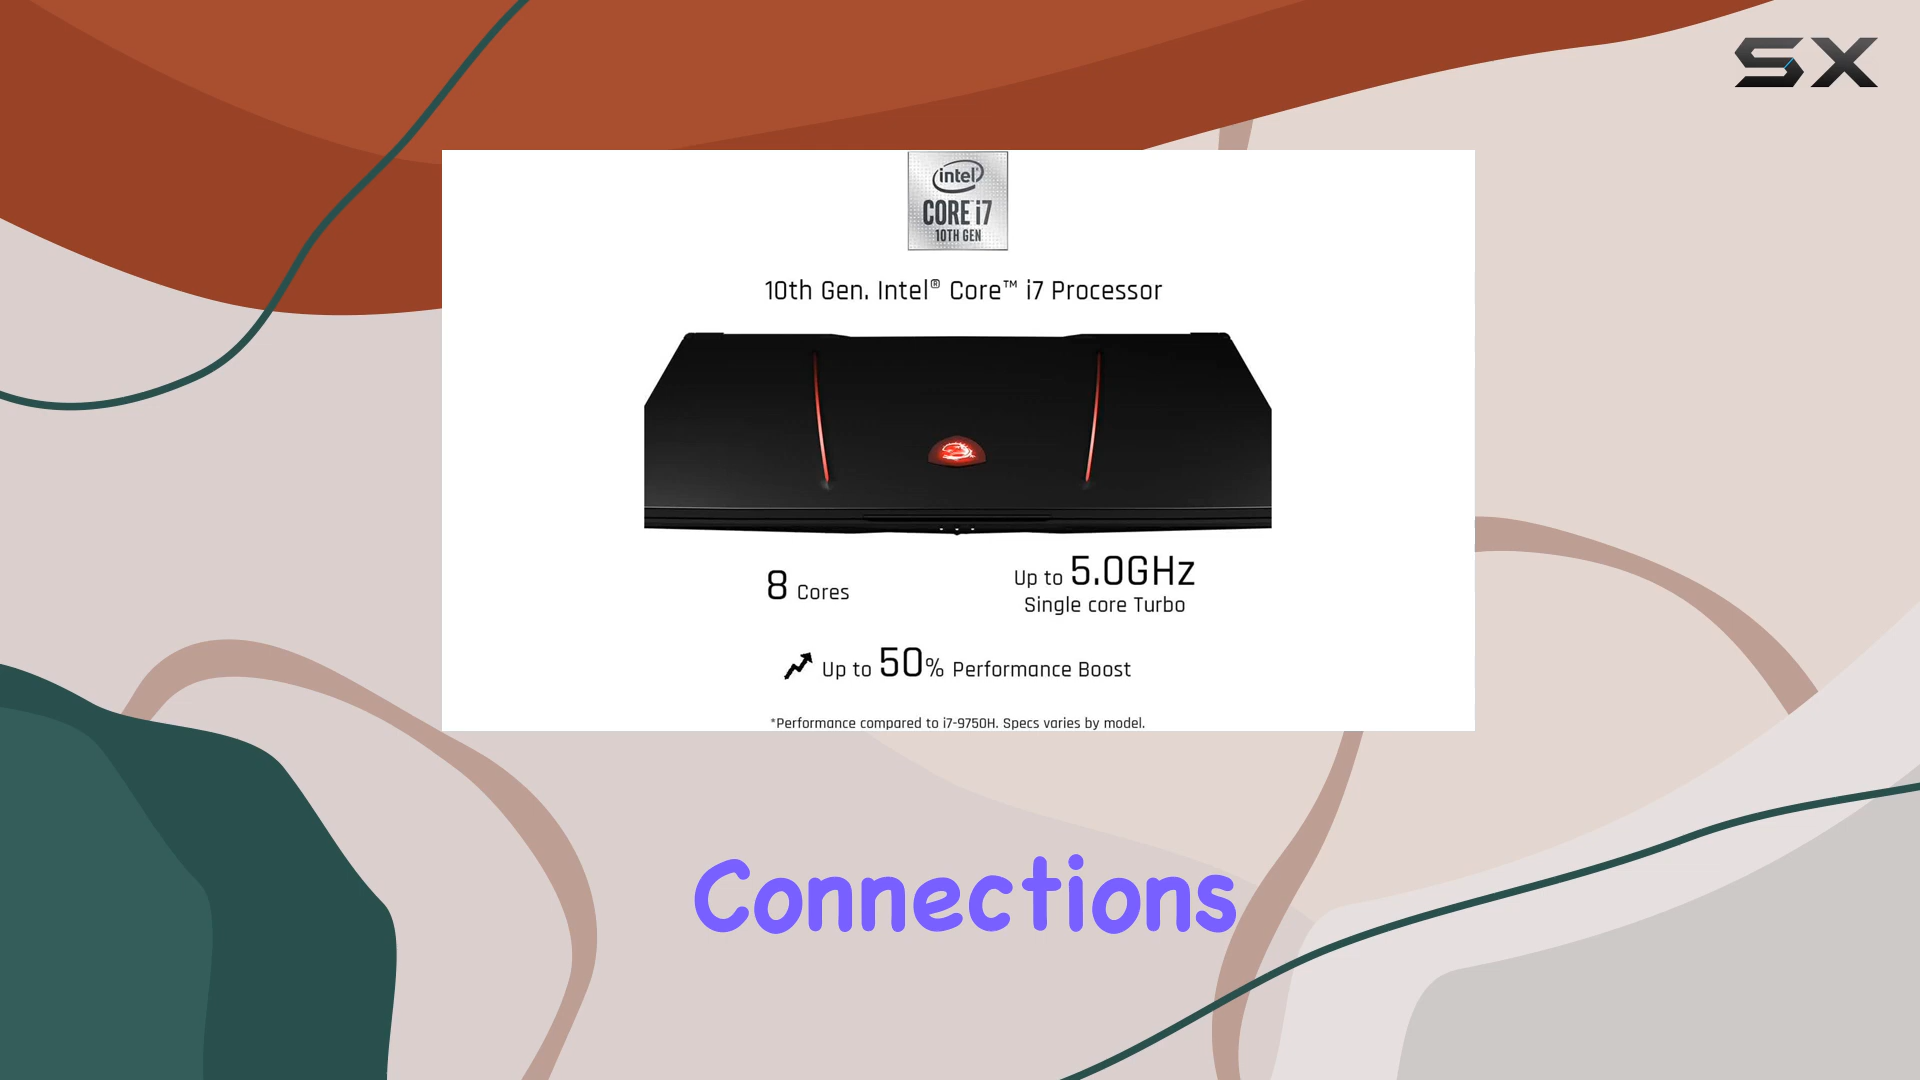 SX
intel
CORE i7
10TH GEN
10th Gen. Intel® Core™ i7 Processor
8 Cores
Up to 5.0GHz
Single core Turbo
Up to 50% Performance Boost
*Performance compared to i7-9750H. Specs varies by model.
Connections